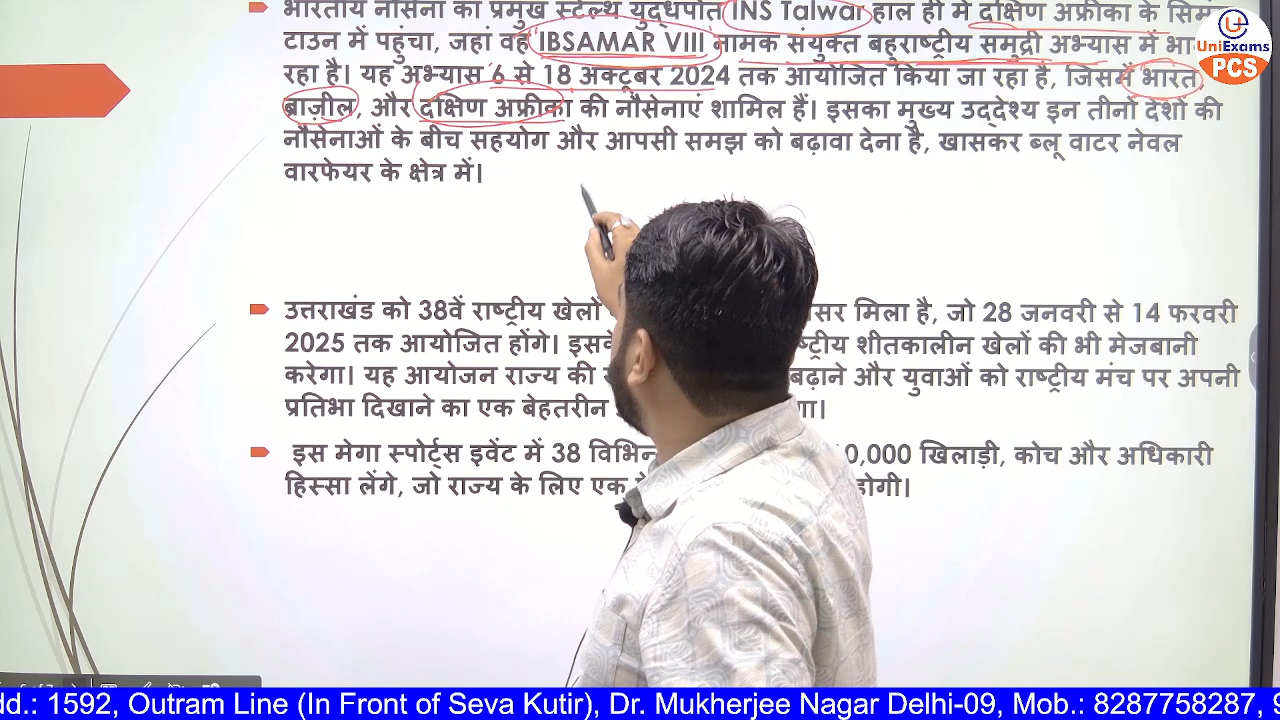 भारतीय नौसेना का प्रमुख स्टेल्थ युद्धपोत INS Talwar हाल ही में दक्षिण अफ्रीका के
टाउन में पहुंचा, जहां वह IBSAMAR VIII नामक संयुक्त बहुराष्ट्रीय समुद्री अभ्यास में
रहा है। यह अभ्यास 6 से 18 अक्टूबर 2024 तक आयोजित किया जा रहा है, जिसमें भारत,
ब्राज़ील, और दक्षिण अफ्रीका की नौसेनाएं शामिल हैं। इसका मुख्य उद्देश्य इन तीनों देशों की
नौसेनाओं के बीच सहयोग और आपसी समझ को बढ़ावा देना है, खासकर ब्लू वाटर नेवल
वारफेयर के क्षेत्र में।
उत्तराखंड को 38वें राष्ट्रीय खेलों मिला है, जो 28 जनवरी से 14 फरवरी
2025 तक आयोजित होंगे। शीतकालीन खेलों की भी मेजबानी
करेगा। यह आयोजन राज्य की बढ़ाने और युवाओं को राष्ट्रीय मंच पर अपनी
प्रतिभा दिखाने का एक बेहतरीन
इस मेगा स्पोर्ट्स इवेंट में 38 खिलाड़ी, कोच और अधिकारी
हिस्सा लेंगे, जो राज्य के लिए एक होगी।
UniExams
PCS
dd.: 1592, Outram Line (In Front of Seva Kutir), Dr. Mukherjee Nagar Delhi-09, Mob.: 8287758287, 9